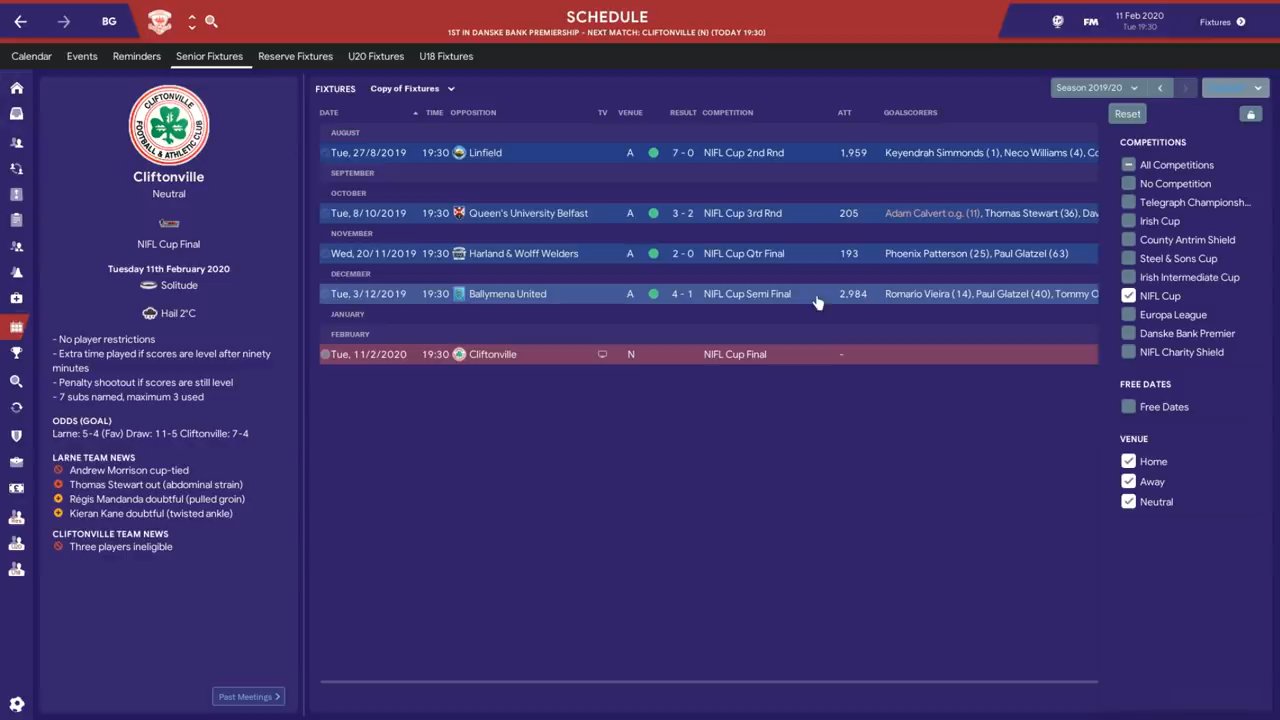 BG
SCHEDULE
1ST IN DANSKE BANK PREMIERSHIP - NEXT MATCH: CLIFTONVILLE (N) (TODAY 19:30)
FM
11 Feb 2020
Tue 19:30
Fixtures
Calendar
Events
Reminders
Senior Fixtures
Reserve Fixtures
U20 Fixtures
U18 Fixtures
CLIFTONVILLE
FOOTBALL & ATHLETIC CLUB
Cliftonville
Neutral
NIFL Cup Final
Tuesday 11th February 2020
Solitude
Hail 2°C
- No player restrictions
- Extra time played if scores are level after ninety
minutes
- Penalty shootout if scores are still level
- 7 subs named, maximum 3 used
ODDS (GOAL)
Larne: 5-4 (Fav) Draw: 11-5 Cliftonville: 7-4
LARNE TEAM NEWS
Andrew Morrison cup-tied
Thomas Stewart out (abdominal strain)
Régis Mandanda doubtful (pulled groin)
Kieran Kane doubtful (twisted ankle)
CLIFTONVILLE TEAM NEWS
Three players ineligible
Past Meetings
FIXTURES Copy of Fixtures
Season 2019/20
DATE TIME OPPOSITION TV VENUE RESULT COMPETITION ATT GOALSCORERS
AUGUST
Tue, 27/8/2019 19:30 Linfield A 7 - 0 NIFL Cup 2nd Rnd 1,959 Keyendrah Simmonds (1), Neco Williams (4), Co
SEPTEMBER
OCTOBER
Tue, 8/10/2019 19:30 Queen's University Belfast A 3 - 2 NIFL Cup 3rd Rnd 205 Adam Calvert o.g. (11), Thomas Stewart (36), Dav
NOVEMBER
Wed, 20/11/2019 19:30 Harland & Wolff Welders A 2 - 0 NIFL Cup Qtr Final 193 Phoenix Patterson (25), Paul Glatzel (63)
DECEMBER
Tue, 3/12/2019 19:30 Ballymena United A 4 - 1 NIFL Cup Semi Final 2,984 Romario Vieira (14), Paul Glatzel (40), Tommy O
JANUARY
FEBRUARY
Tue, 11/2/2020 19:30 Cliftonville N NIFL Cup Final -
Reset
COMPETITIONS
All Competitions
No Competition
Telegraph Championsh...
Irish Cup
County Antrim Shield
Steel & Sons Cup
Irish Intermediate Cup
NIFL Cup
Europa League
Danske Bank Premier
NIFL Charity Shield
FREE DATES
Free Dates
VENUE
Home
Away
Neutral